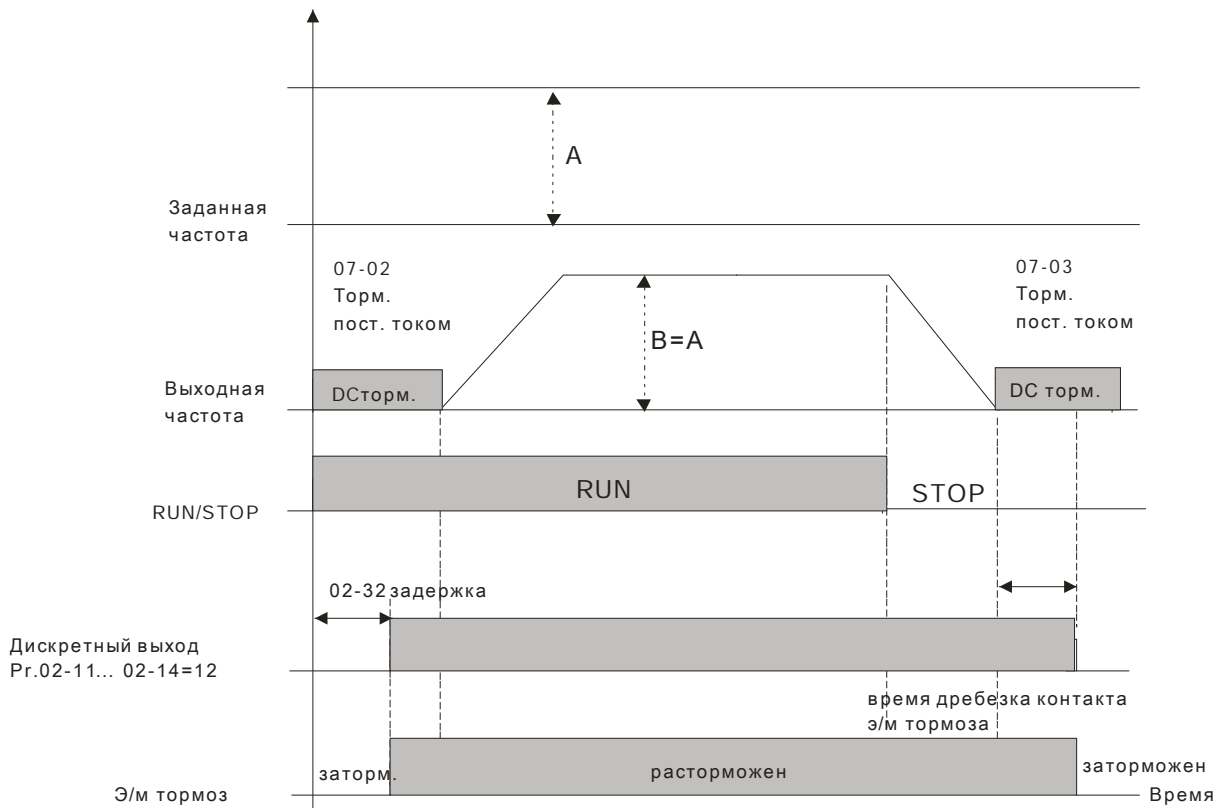 A
Заданная
частота
07-02
Торм.
пост. током
07-03
Торм.
пост. током
B=A
Выходная
частота
DCторм.
DC торм.
RUN
STOP
RUN/STOP
02-32 задержка
Дискретный выход
Pr.02-11... 02-14=12
время дребезка контакта
э/м тормоза
заторм.
расторможен
заторможен
Э/м тормоз
Время